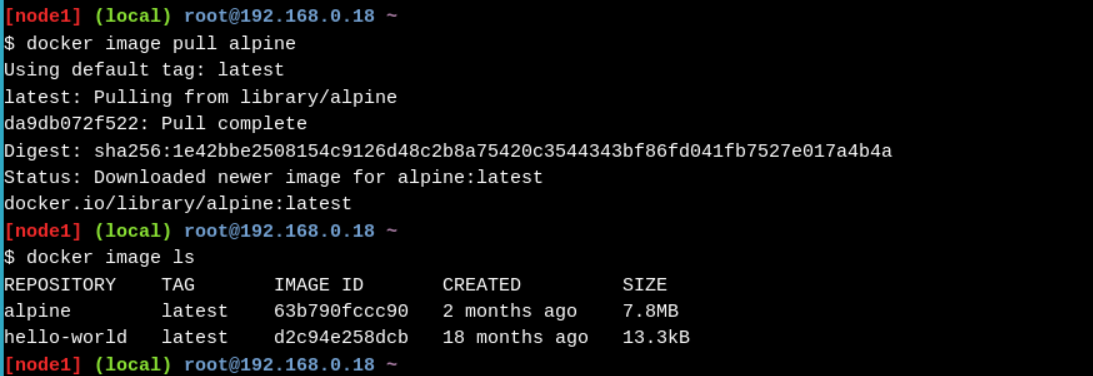 [node1] (local) root@192.168.0.18 ~
$ docker image pull alpine
Using default tag: latest
latest: Pulling from library/alpine
da9db072f522: Pull complete
Digest: sha256:1e42bbe2508154c9126d48c2b8a75420c3544343bf86fd041fb7527e017a4b4a
Status: Downloaded newer image for alpine:latest
docker.io/library/alpine:latest
[node1] (local) root@192.168.0.18 ~
$ docker image ls
REPOSITORY    TAG       IMAGE ID       CREATED         SIZE
alpine        latest    63b790fccc90   2 months ago    7.8MB
hello-world   latest    d2c94e258dcb   18 months ago   13.3kB
[node1] (local) root@192.168.0.18 ~